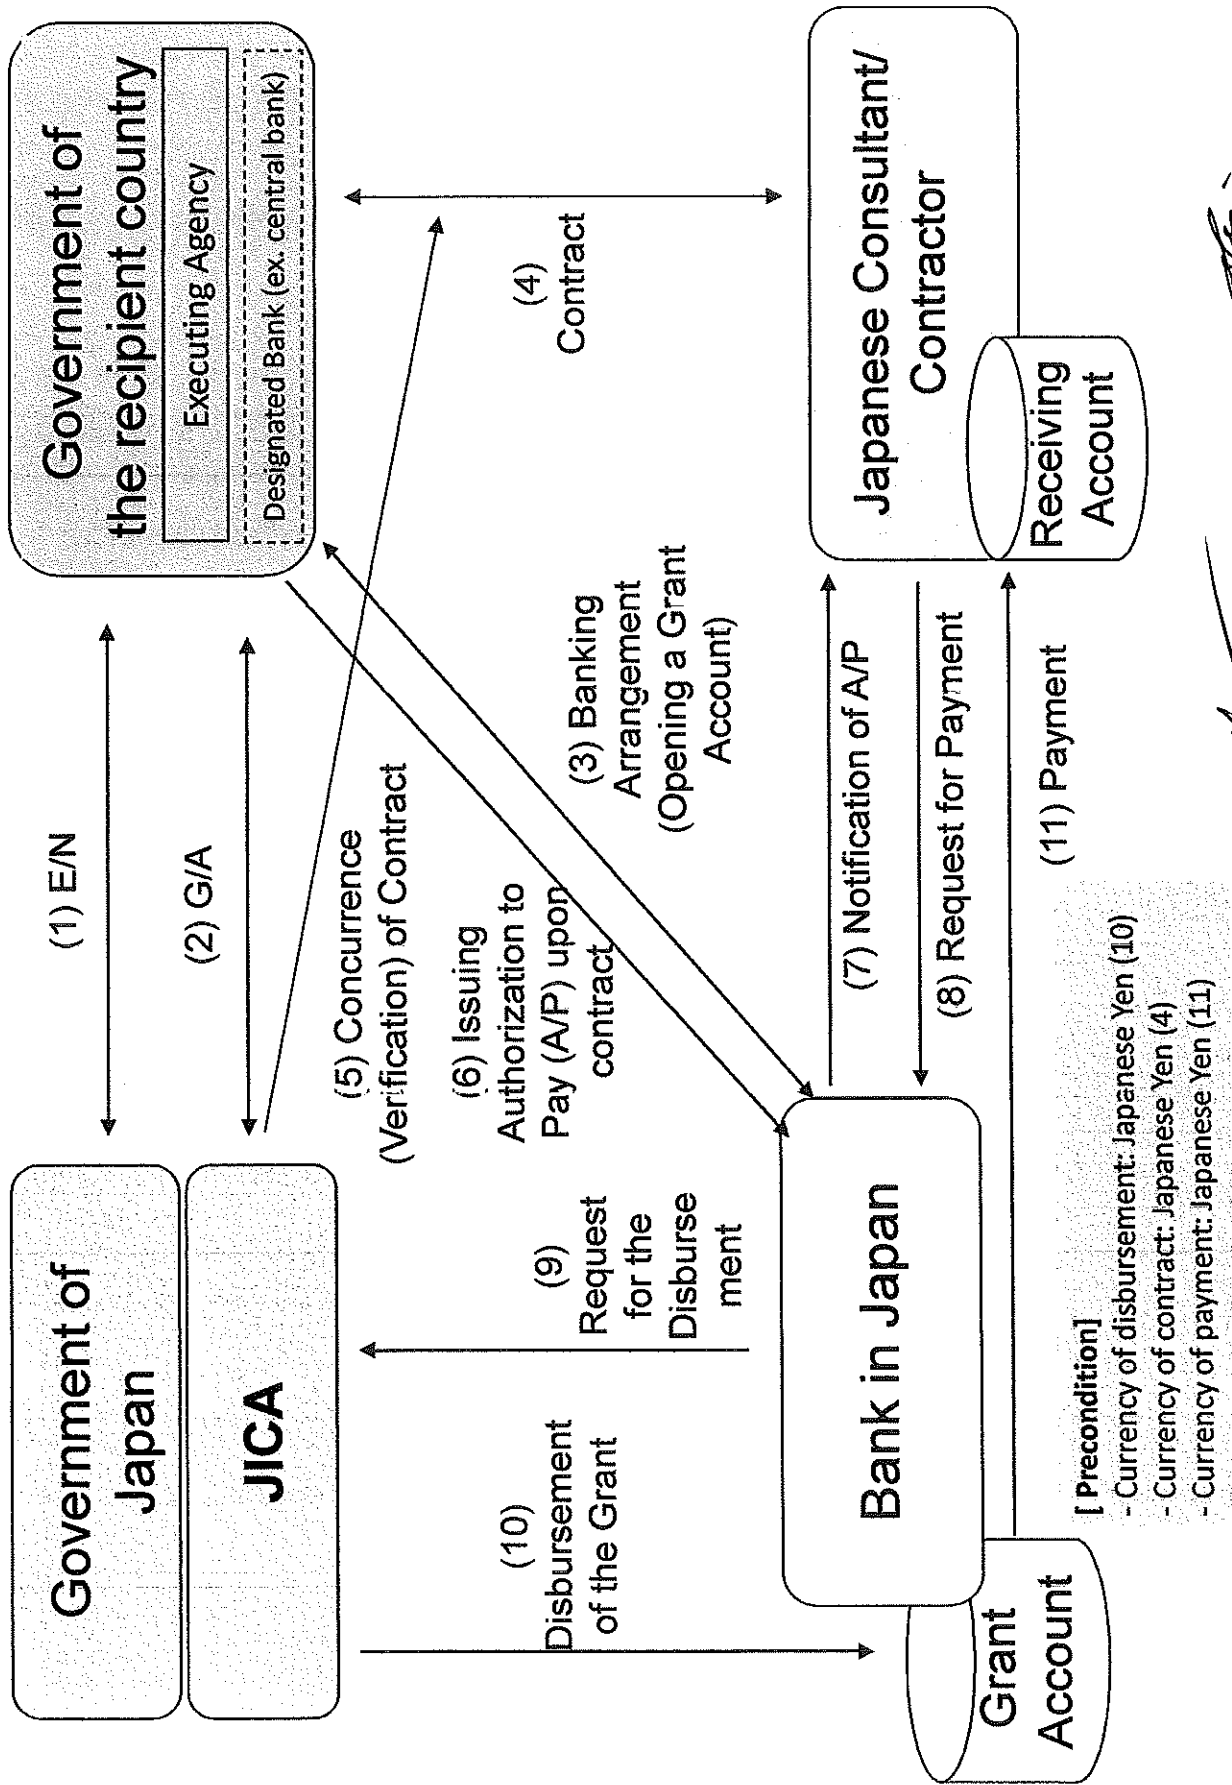 Government of
Japan
JICA
Government of
the recipient country
Executing Agency
Designated Bank (ex. central bank)
(1) E/N
(2) G/A
(5) Concurrence
(Verification) of Contract
(6) Issuing
Authorization to
Pay (A/P) upon
contract
(3) Banking
Arrangement
(Opening a Grant
Account)
(4)
Contract
(9)
Request
for the
Disburse
ment
(10)
Disbursement
of the Grant
Bank in Japan
Grant
Account
(7) Notification of A/P
(8) Request for Payment
(11) Payment
Japanese Consultant/
Contractor
Receiving
Account
[ Precondition]
- Currency of disbursement: Japanese Yen (10)
- Currency of contract: Japanese Yen (4)
- Currency of payment: Japanese Yen (11)